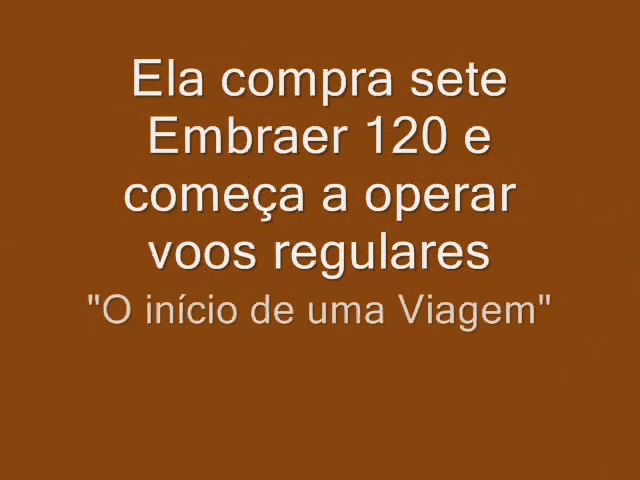 Ela compra sete
Embraer 120 e
começa a operar
voos regulares
"O início de uma Viagem"